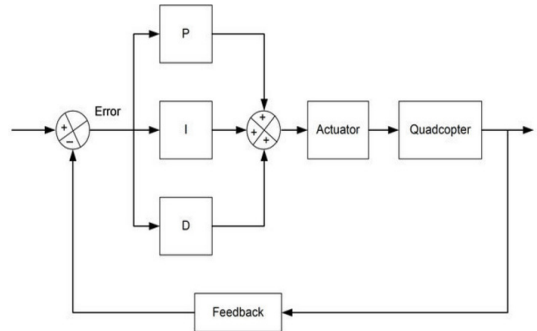 P
Error
+
−
I
+
+
+
Actuator
Quadcopter
D
Feedback